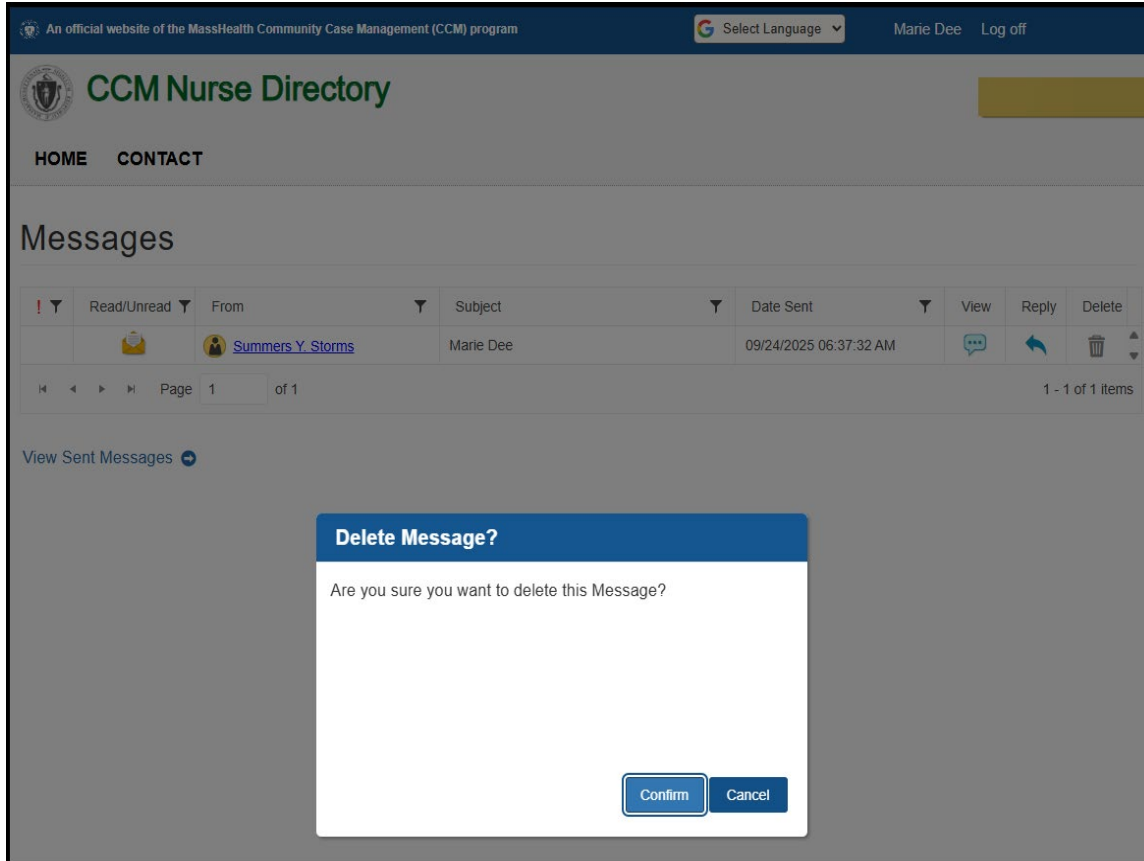 An official website of the MassHealth Community Case Management (CCM) program Select Language Marie Dee Log off
CCM Nurse Directory
HOME CONTACT
Messages
! Read/Unread From Subject Date Sent View Reply Delete
Summers Y. Storms Marie Dee 09/24/2025 06:37:32 AM
Page 1 of 1 1 - 1 of 1 items
View Sent Messages
Delete Message?
Are you sure you want to delete this Message?
Confirm Cancel